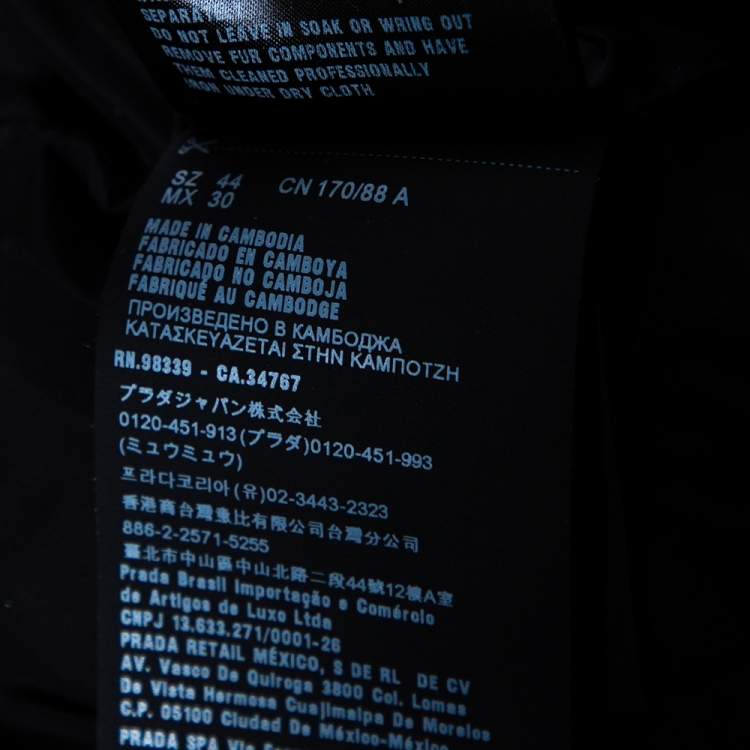 SEPARA
DO NOT LEAVE IN SOAK OR WRING OUT
REMOVE FUR COMPONENTS AND HAVE
THEM CLEANED PROFESSIONALLY
IRON UNDER DRY CLOTH
SZ 44 CN 170/88 A
MX 30
MADE IN CAMBODIA
FABRICADO EN CAMBOYA
FABRICADO NO CAMBOJA
FABRIQUÉ AU CAMBODGE
ПРОИЗВЕДЕНО В КАМБОДЖА
ΚΑΤΑΣΚΕΥΑΖΕΤΑΙ ΣΤΗΝ ΚΑΜΠΟΤΖΗ
RN.98339 - CA.34767
プラダジャパン株式会社
0120-451-913(プラダ)0120-451-993
(ミュウミュウ)
프라다코리아(유)02-3443-2323
香港商台灣重比有限公司台灣分公司
886-2-2571-5255
臺北市中山區中山北路二段44號12樓A室
Prada Brasil Importação e Comércio
de Artigos de Luxo Ltda
CNPJ 13.633.271/0001-26
PRADA RETAIL MÉXICO, S DE RL DE CV
AV. Vasco De Quiroga 3800 Col. Lomas
De Vista Hermosa Cuajimalpa De Morelos
C.P. 05100 Ciudad De México-México
PRADA SPA Via